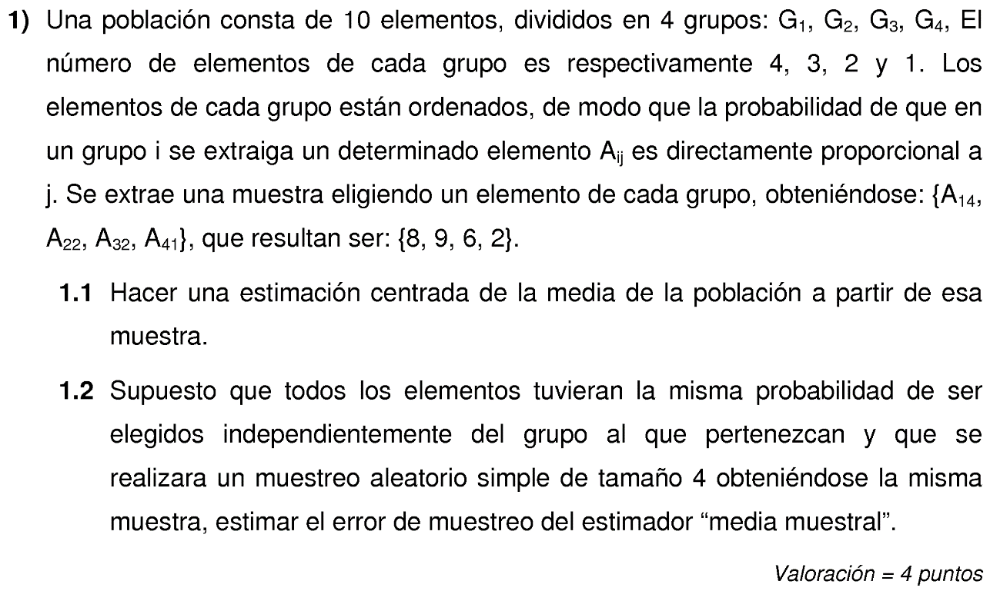 1) Una población consta de 10 elementos, divididos en 4 grupos: G₁, G₂, G₃, G₄, El
número de elementos de cada grupo es respectivamente 4, 3, 2 y 1. Los
elementos de cada grupo están ordenados, de modo que la probabilidad de que en
un grupo i se extraiga un determinado elemento Aᵢⱼ es directamente proporcional a
j. Se extrae una muestra eligiendo un elemento de cada grupo, obteniéndose: {A₁₄,
A₂₂, A₃₂, A₄₁}, que resultan ser: {8, 9, 6, 2}.
1.1 Hacer una estimación centrada de la media de la población a partir de esa
muestra.
1.2 Supuesto que todos los elementos tuvieran la misma probabilidad de ser
elegidos independientemente del grupo al que pertenezcan y que se
realizara un muestreo aleatorio simple de tamaño 4 obteniéndose la misma
muestra, estimar el error de muestreo del estimador “media muestral”.
Valoración = 4 puntos